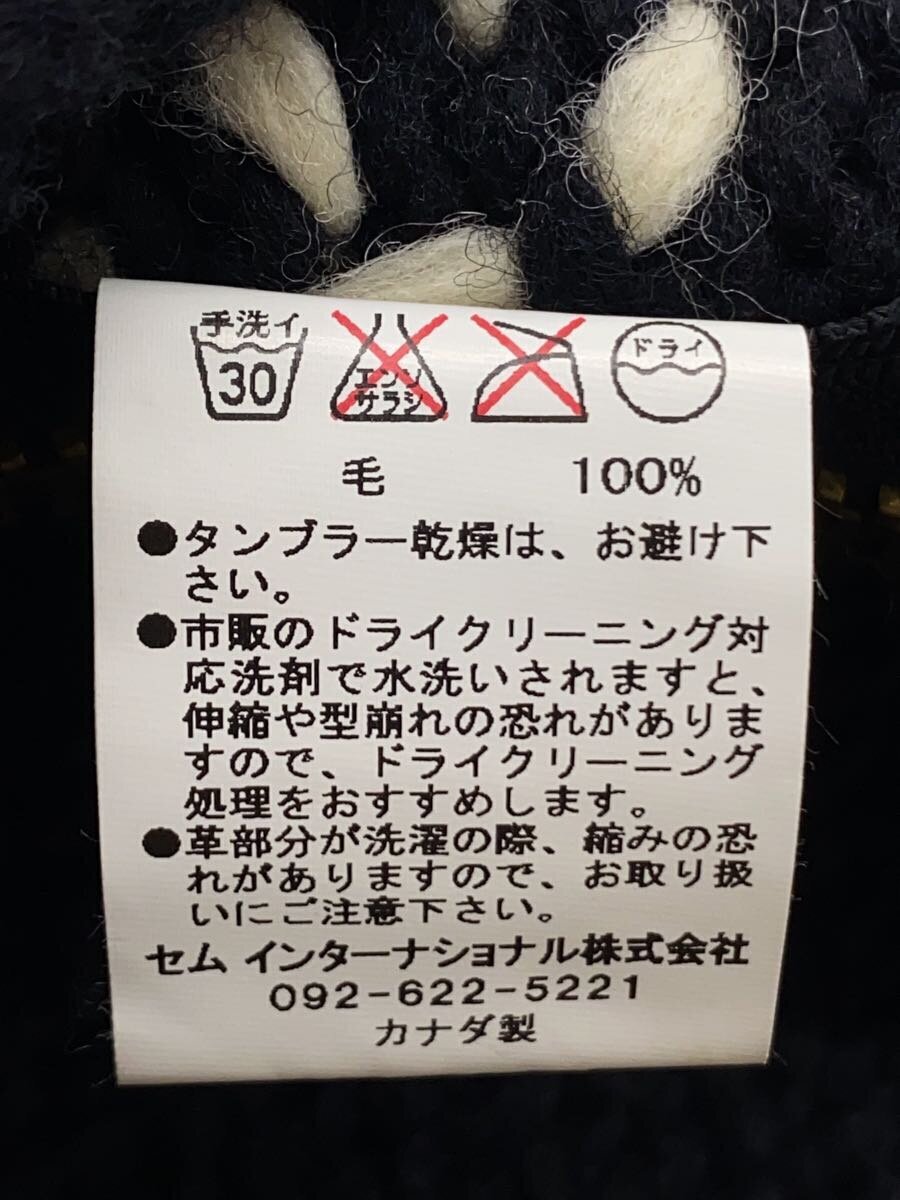 手洗イ ドライ
30 エンソ
サラシ
毛 100%
●タンブラー乾燥は、お避け下
さい。
●市販のドライクリーニング対
応洗剤で水洗いされますと、
伸縮や型崩れの恐れがありま
すので、ドライクリーニング
処理をおすすめします。
●革部分が洗濯の際、縮みの恐
れがありますので、お取り扱
いにご注意下さい。
セム インターナショナル株式会社
092-622-5221
カナダ製